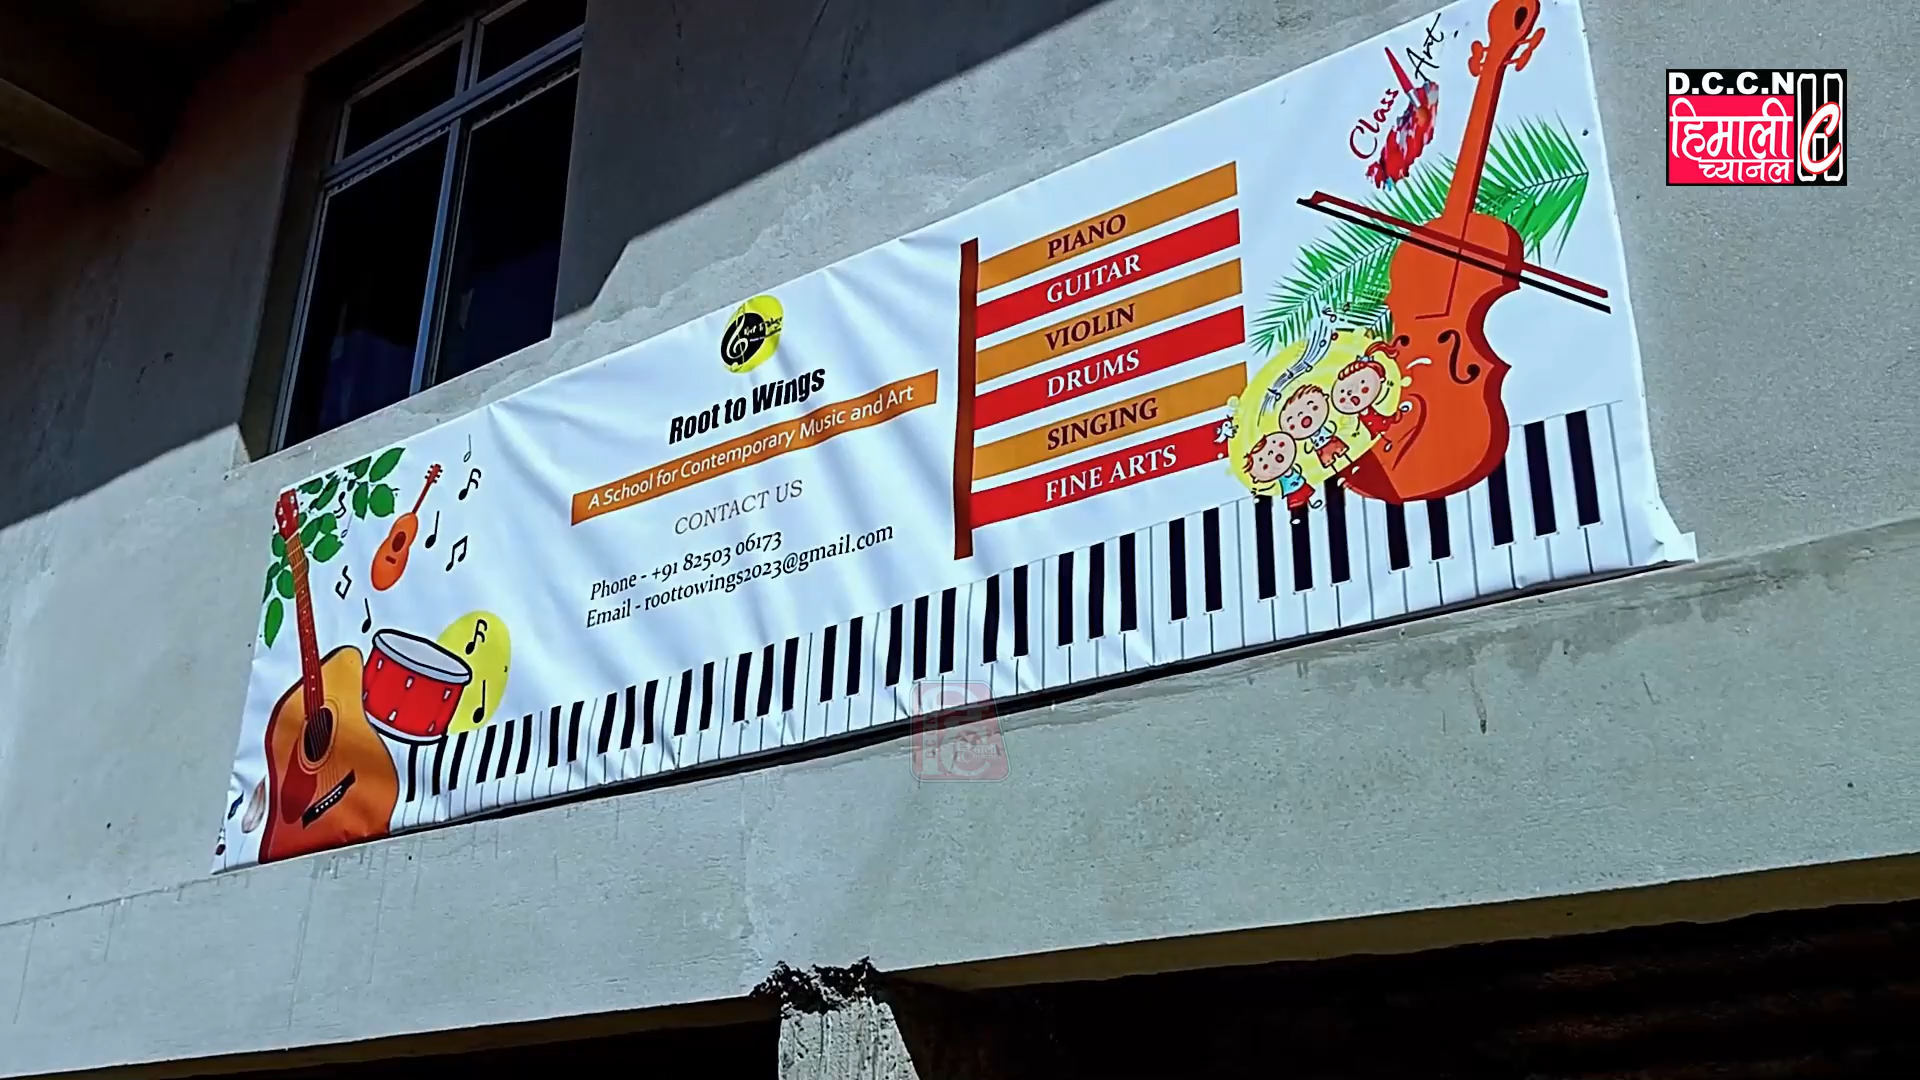 D.C.C.N
हिमाली
च्यानल
HC
Class Art
Root to Wings
A School for Contemporary Music and Art
CONTACT US
Phone - +91 82503 06173
Email - roottowings2023@gmail.com
PIANO
GUITAR
VIOLIN
DRUMS
SINGING
FINE ARTS